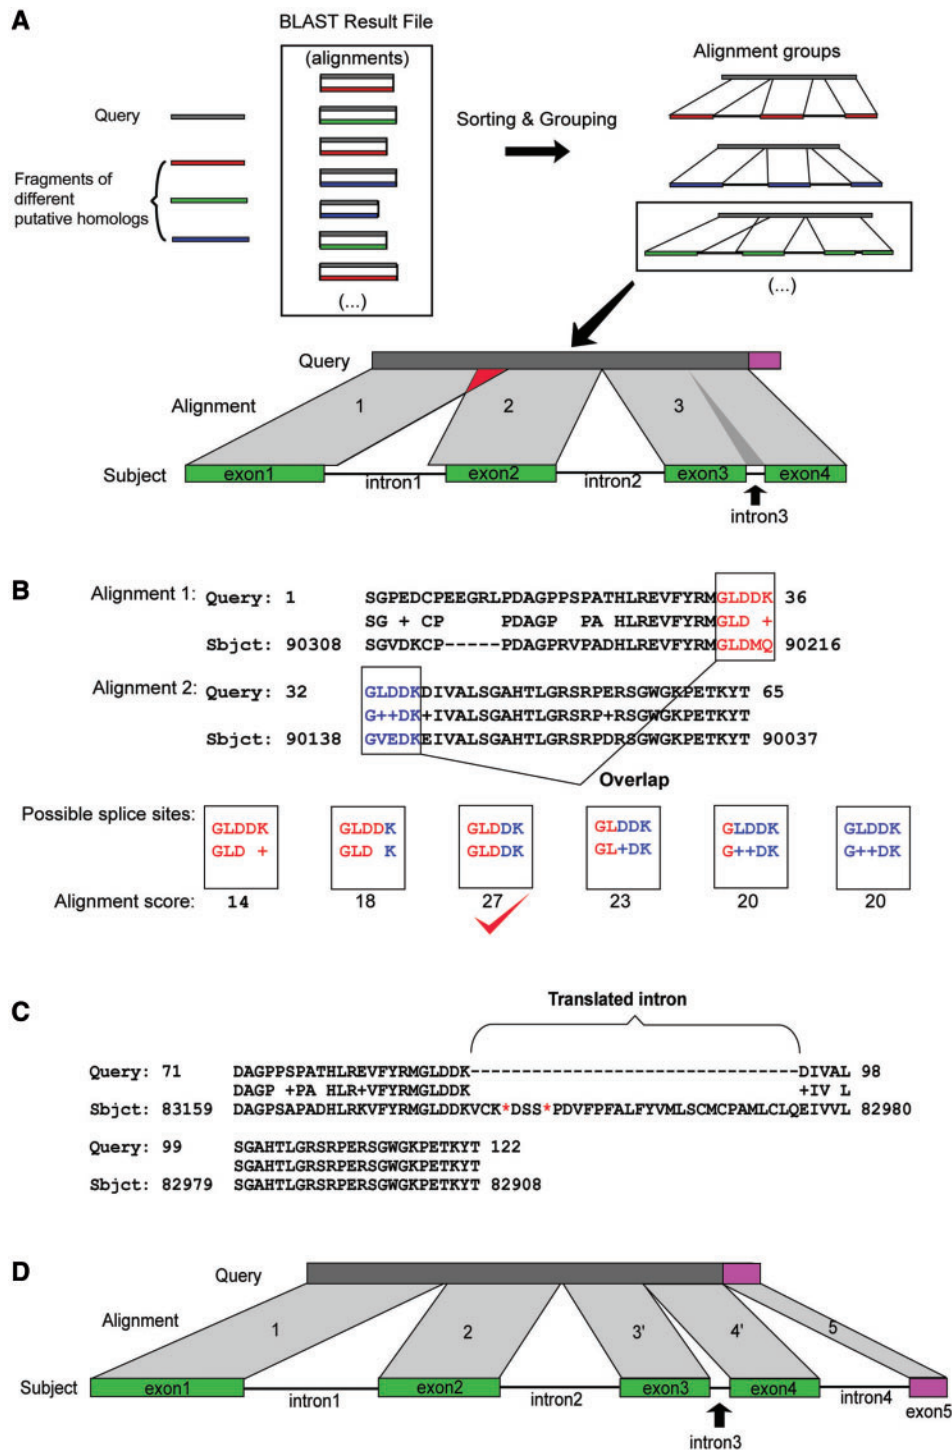 A
BLAST Result File
(alignments)
Alignment groups
Query
Sorting & Grouping
Fragments of
different
putative homologs
(...)
(...)
Query
Alignment
1
2
3
Subject
exon1
intron1
exon2
intron2
exon3
exon4
intron3
B
Alignment 1: Query: 1 SGPEDCPEEGRLPDAGPPSPATHLREVFYRMGLDDK 36
SG + CP PDAGP PA HLREVFYRMGLD +
Sbjct: 90308 SGVDKCP-----PDAGPRVPADHLREVFYRMGLDMQ 90216
Alignment 2: Query: 32 GLDDKDIVALSGAHTLGRSRPERSGWGKPETKYT 65
G++DK+IVALSGAHTLGRSRP+RSGWGKPETKYT
Sbjct: 90138 GVEDKEIVALSGAHTLGRSRPDRSGWGKPETKYT 90037
Overlap
Possible splice sites:
GLDDK GLDDK GLDDK GLDDK GLDDK GLDDK
GLD + GLD K GLDDK GL+DK G++DK G++DK
Alignment score: 14 18 27 23 20 20
C
Translated intron
Query: 71 DAGPPSPATHLREVFYRMGLDDK---------------------------------DIVAL 98
DAGP +PA HLR+VFYRMGLDDK +IV L
Sbjct: 83159 DAGPSAPADHLRKVFYRMGLDDKVCK*DSS*PDVFPFALFYVMLSCMCPAMLCLQEIVVL 82980
Query: 99 SGAHTLGRSRPERSGWGKPETKYT 122
SGAHTLGRSRPERSGWGKPETKYT
Sbjct: 82979 SGAHTLGRSRPERSGWGKPETKYT 82908
D
Query
Alignment
1
2
3'
4'
5
Subject
exon1
intron1
exon2
intron2
exon3
exon4
intron4
exon5
intron3